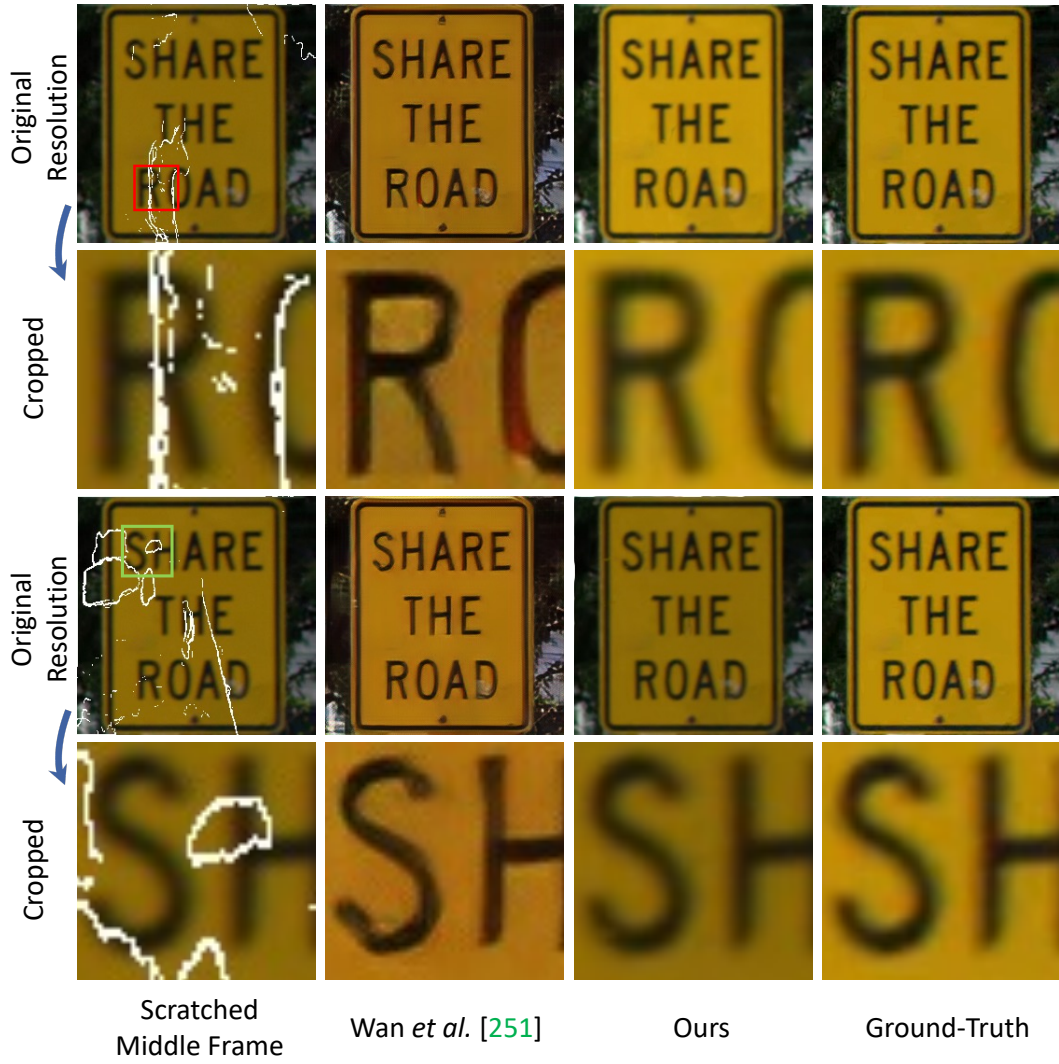 Original
Resolution
SHARE
THE
ROAD
SHARE
THE
ROAD
SHARE
THE
ROAD
SHARE
THE
ROAD
Cropped
R
RO
RO
RO
Original
Resolution
SHARE
THE
ROAD
SHARE
THE
ROAD
SHARE
THE
ROAD
SHARE
THE
ROAD
Cropped
SH
SH
SH
SH
Scratched
Middle Frame
Wan et al. [251]
Ours
Ground-Truth